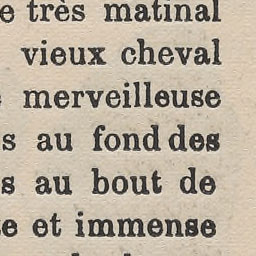 e très matinal
vieux cheval
merveilleuse
s au fond des
s au bout de
e et immense